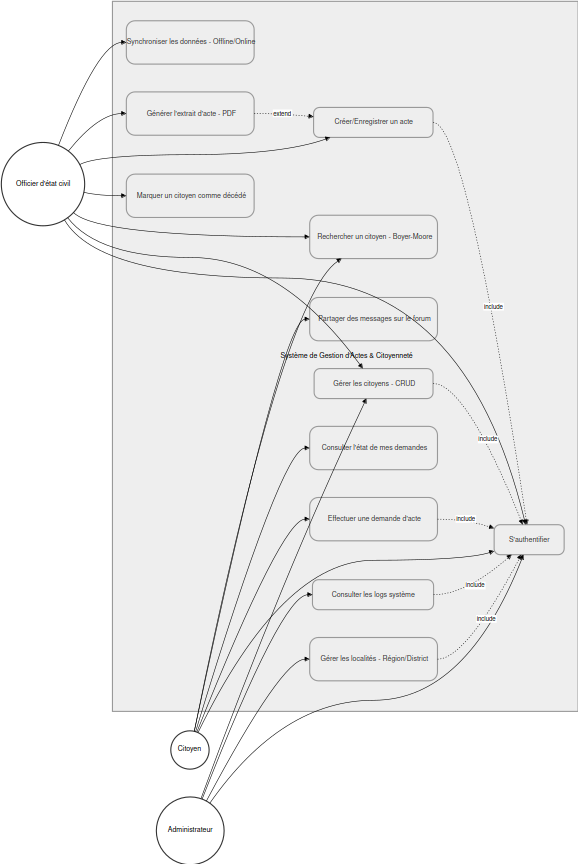 Synchroniser les données - Offline/Online
Générer l'extrait d'acte - PDF
extend
Créer/Enregistrer un acte
Officier d'état civil
Marquer un citoyen comme décédé
Rechercher un citoyen - Boyer-Moore
include
Partager des messages sur le forum
Système de Gestion d'Actes & Citoyenneté
Gérer les citoyens - CRUD
include
Consulter l'état de mes demandes
Effectuer une demande d'acte
include
S'authentifier
include
Consulter les logs système
include
Gérer les localités - Région/District
Citoyen
Administrateur